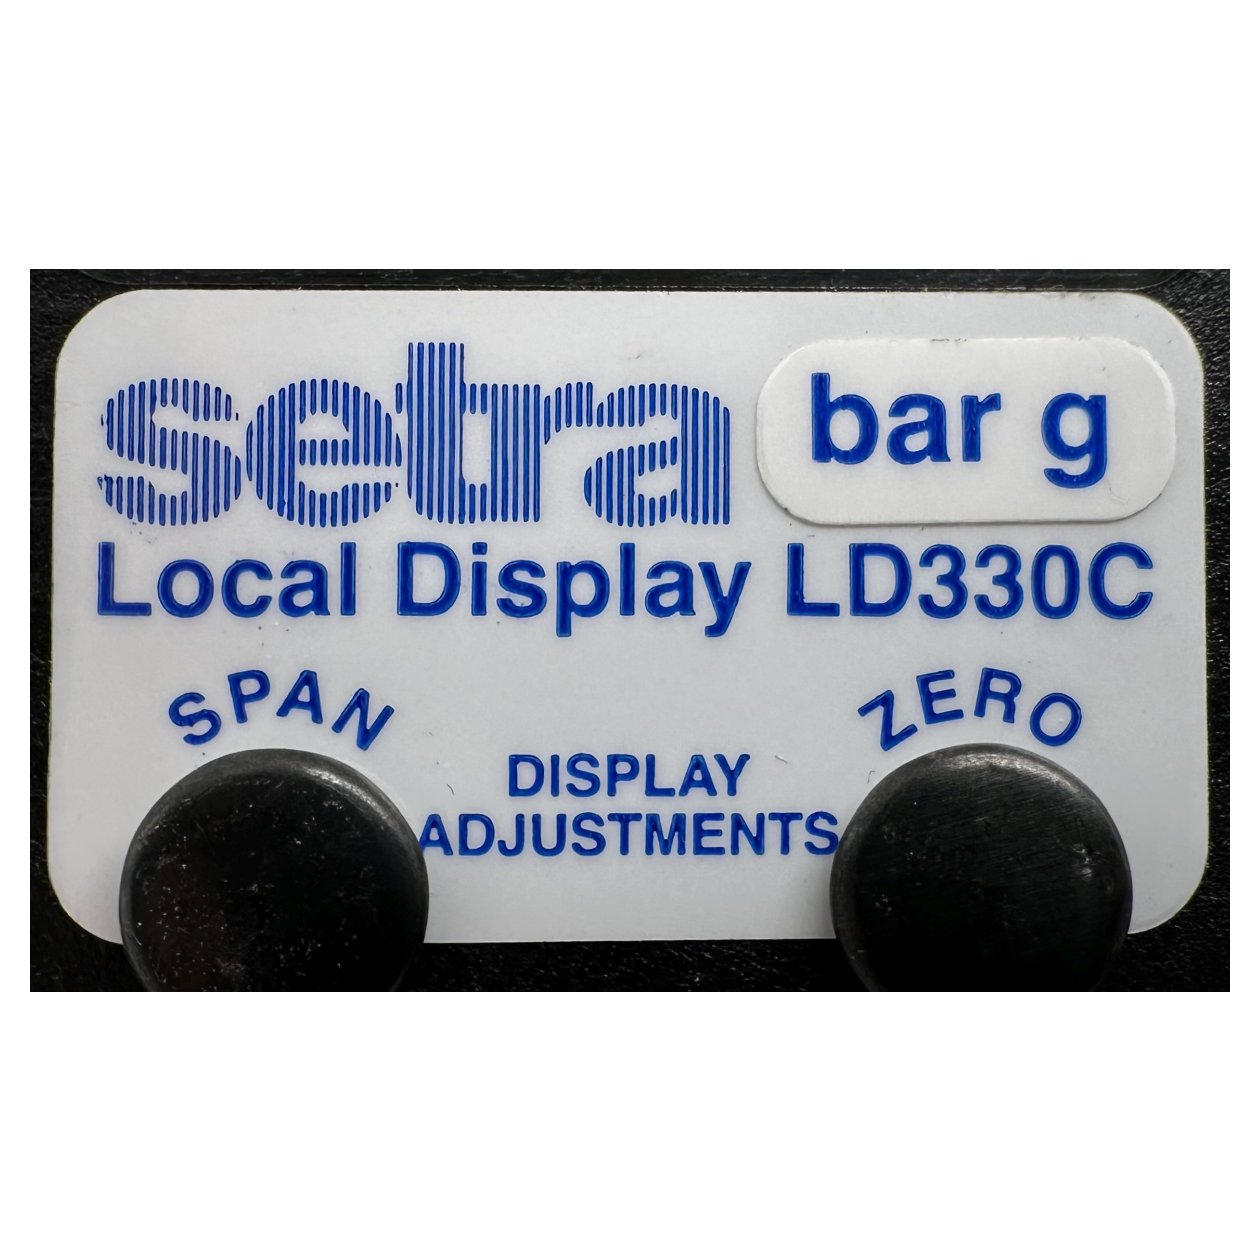 setra
bar g
Local Display LD330C
SPAN
ZERO
DISPLAY
ADJUSTMENTS